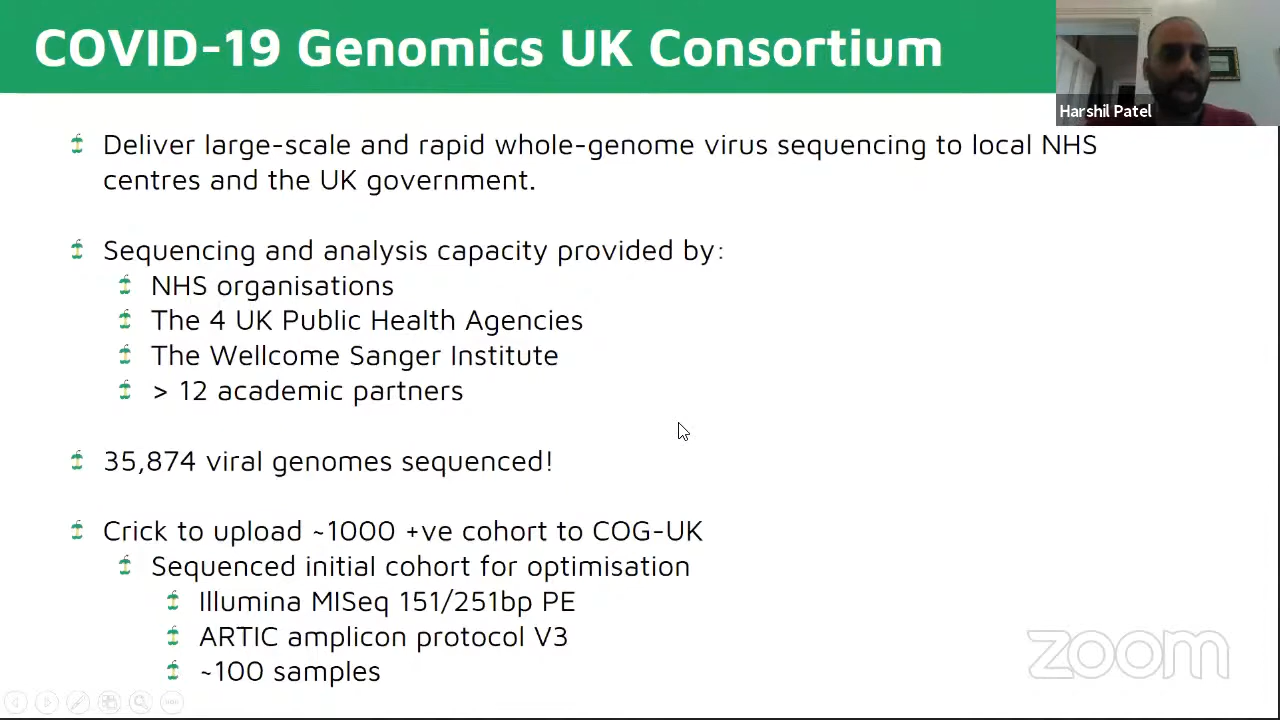 COVID-19 Genomics UK Consortium
Harshil Patel
Deliver large-scale and rapid whole-genome virus sequencing to local NHS
centres and the UK government.
Sequencing and analysis capacity provided by:
NHS organisations
The 4 UK Public Health Agencies
The Wellcome Sanger Institute
> 12 academic partners
35,874 viral genomes sequenced!
Crick to upload ~1000 +ve cohort to COG-UK
Sequenced initial cohort for optimisation
Illumina MISeq 151/251bp PE
ARTIC amplicon protocol V3
~100 samples
zoom